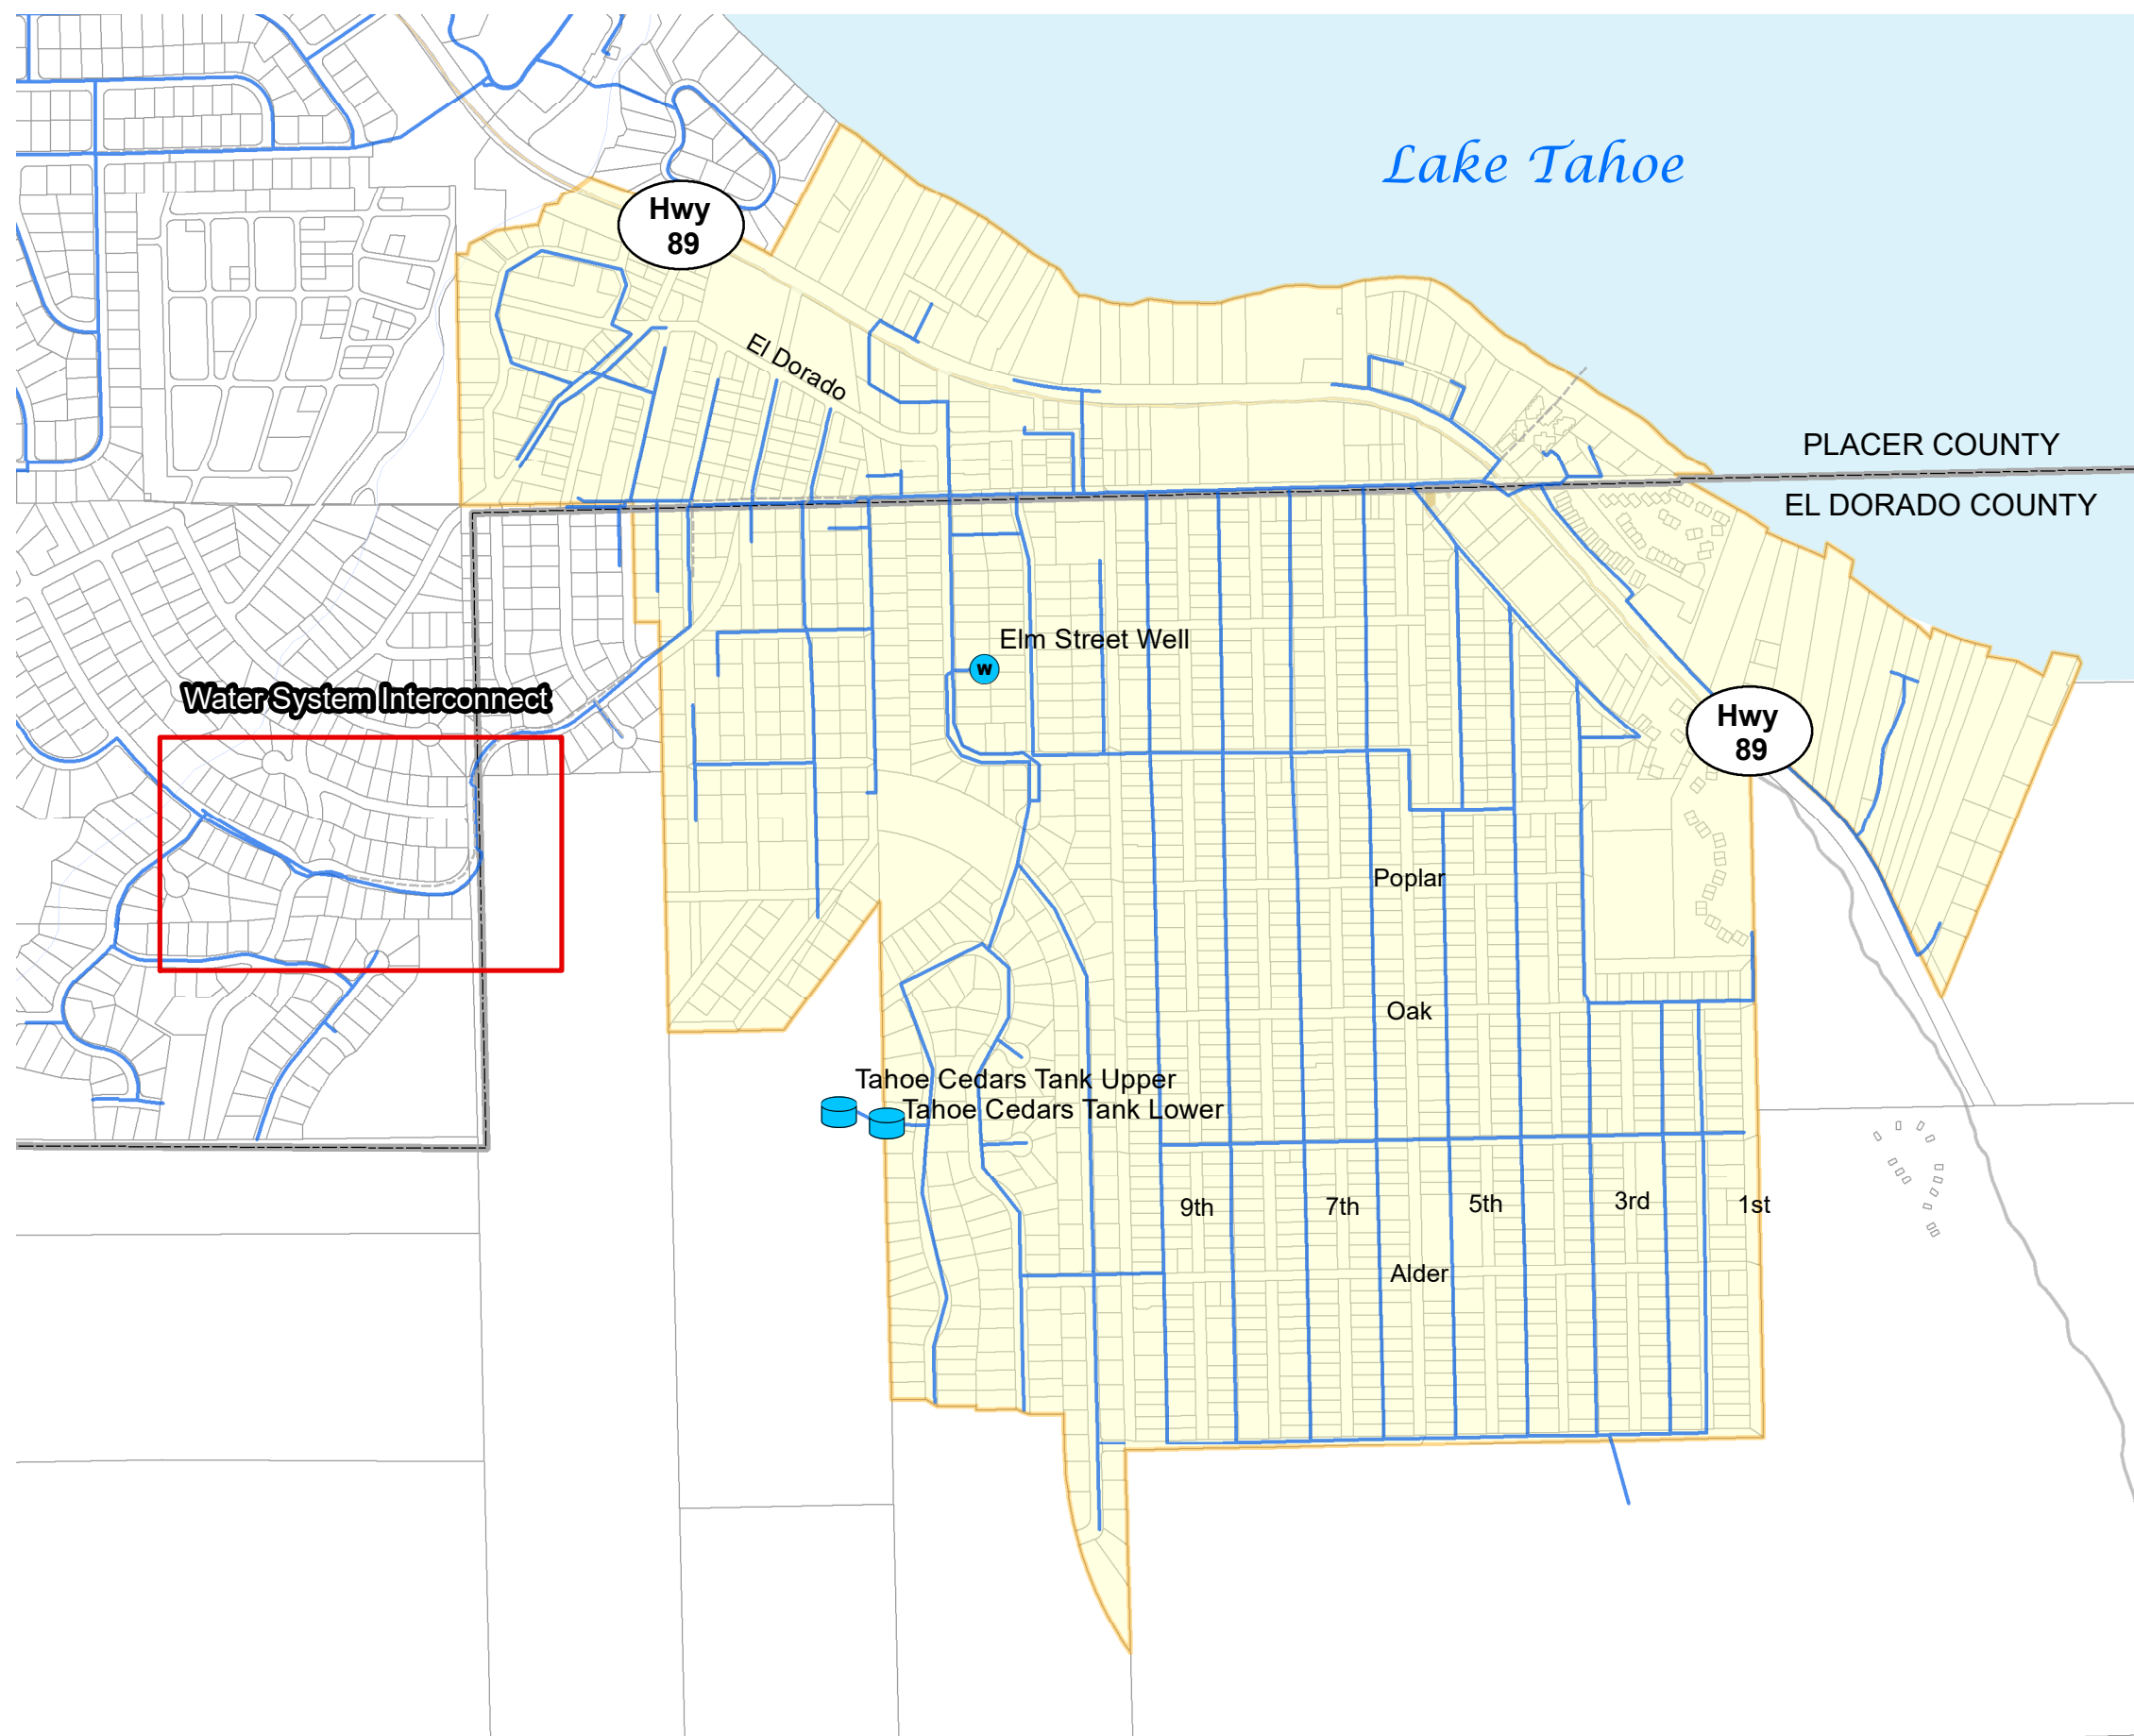 Lake Tahoe
Hwy
89
El Dorado
PLACER COUNTY
EL DORADO COUNTY
Elm Street Well
W
Water System Interconnect
Hwy
89
Poplar
Oak
Tahoe Cedars Tank Upper
Tahoe Cedars Tank Lower
9th
7th
5th
3rd
1st
Alder